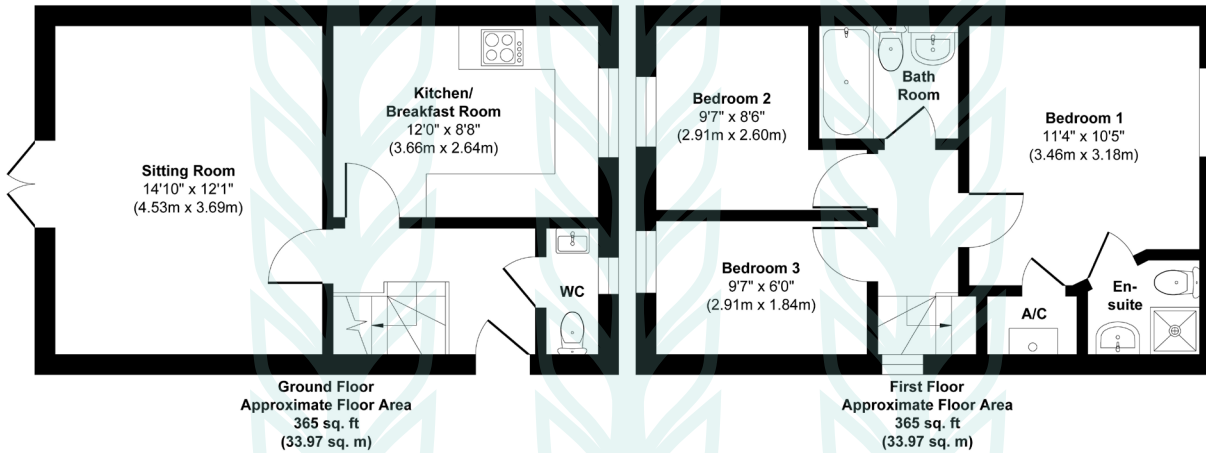 Sitting Room
14'10" x 12'1"
(4.53m x 3.69m)
Kitchen/
Breakfast Room
12'0" x 8'8"
(3.66m x 2.64m)
WC
Ground Floor
Approximate Floor Area
365 sq. ft
(33.97 sq. m)
Bedroom 2
9'7" x 8'6"
(2.91m x 2.60m)
Bath
Room
Bedroom 1
11'4" x 10'5"
(3.46m x 3.18m)
Bedroom 3
9'7" x 6'0"
(2.91m x 1.84m)
A/C
En-
suite
First Floor
Approximate Floor Area
365 sq. ft
(33.97 sq. m)